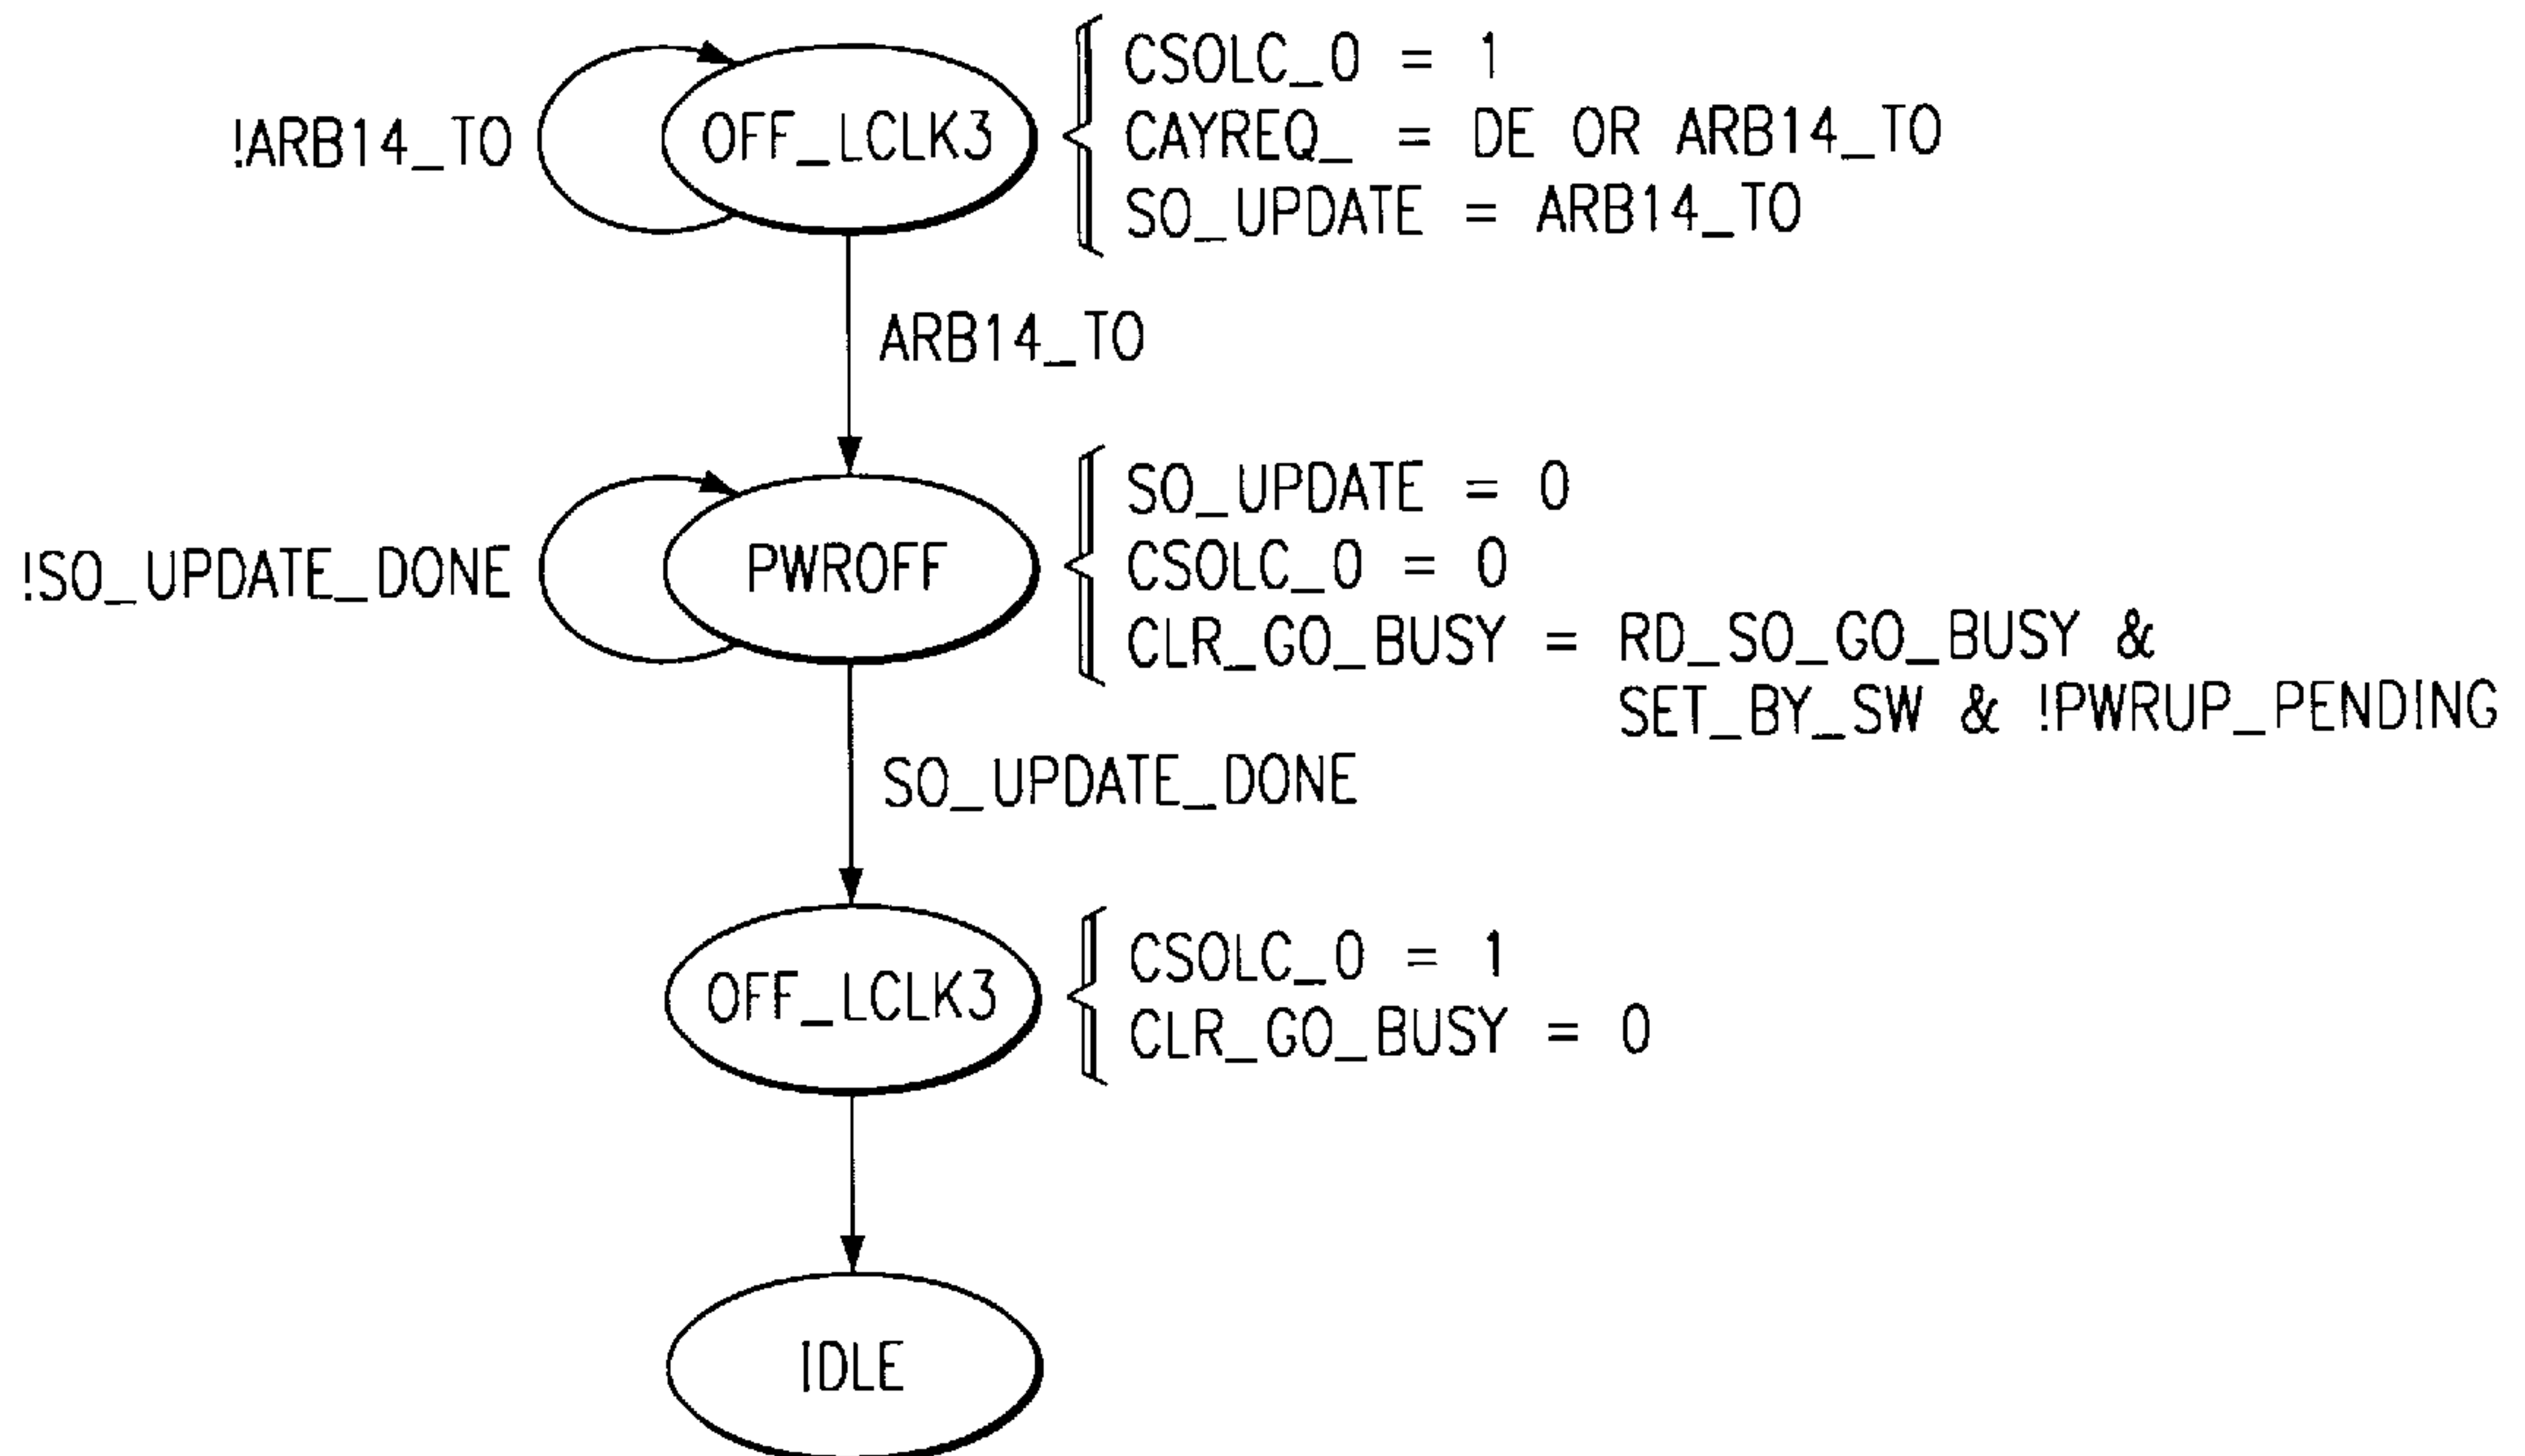 OFF_LCLK3
!ARB14_TO
CSOLC_0 = 1
CAYREQ_ = DE OR ARB14_TO
SO_UPDATE = ARB14_TO
ARB14_TO
!SO_UPDATE_DONE
PWROFF
SO_UPDATE = 0
CSOLC_0 = 0
CLR_GO_BUSY = RD_SO_GO_BUSY &
SET_BY_SW & !PWRUP_PENDING
SO_UPDATE_DONE
OFF_LCLK3
CSOLC_0 = 1
CLR_GO_BUSY = 0
IDLE